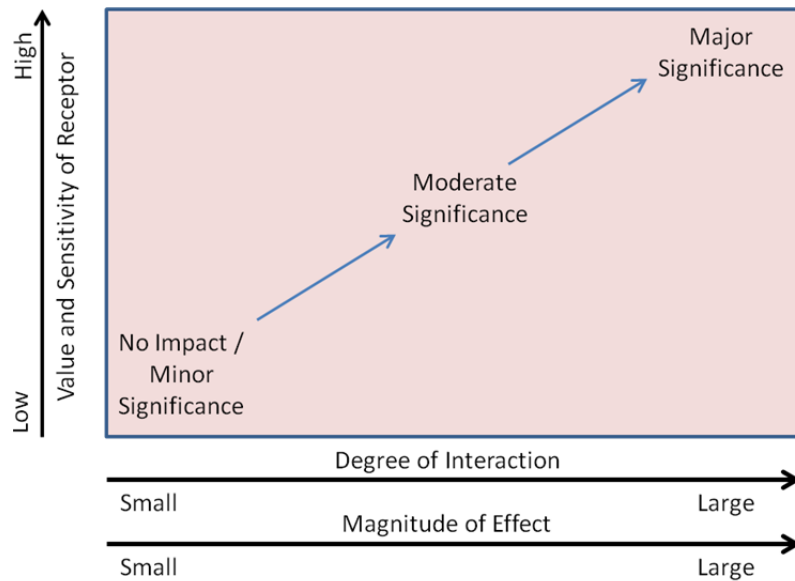 High
Value and Sensitivity of Receptor
Low
Major
Significance
Moderate
Significance
No Impact /
Minor
Significance
Degree of Interaction
Small
Large
Magnitude of Effect
Small
Large